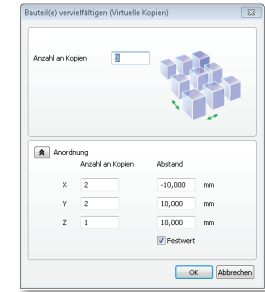 Bauteil(e) vervielfältigen (Virtuelle Kopien)
Anzahl an Kopien 3
Anordnung
Anzahl an Kopien Abstand
X 2 -10,000 mm
Y 2 10,000 mm
Z 1 10,000 mm
Festwert
OK Abbrechen